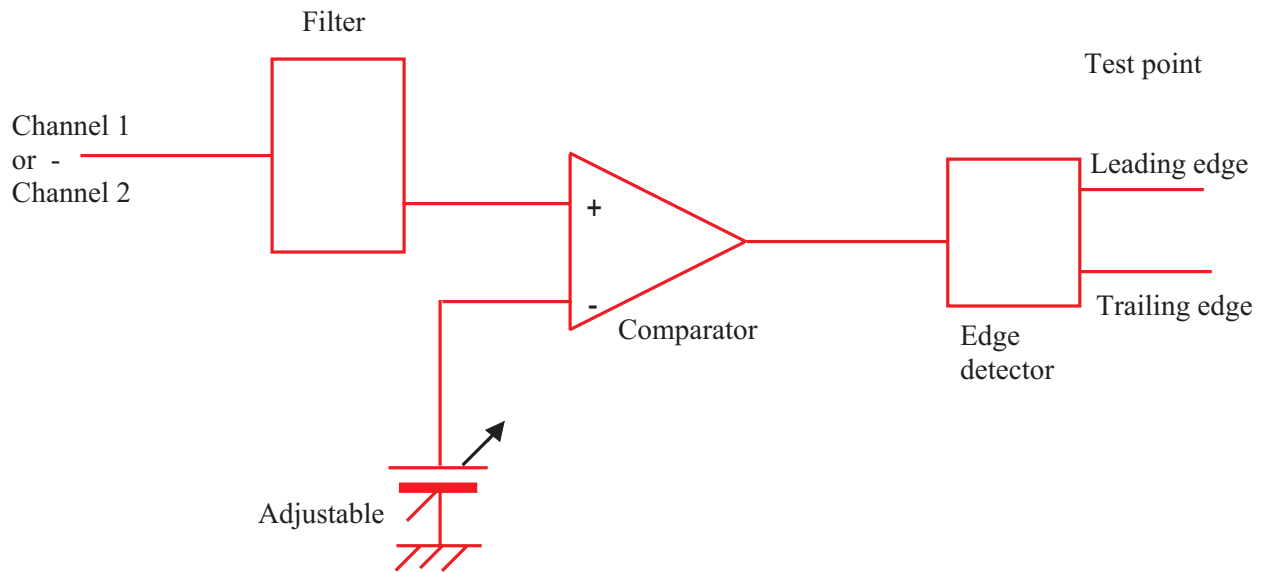 Filter
Test point
Channel 1
or -
Channel 2
Leading edge
+
-
Comparator
Trailing edge
Edge
detector
Adjustable